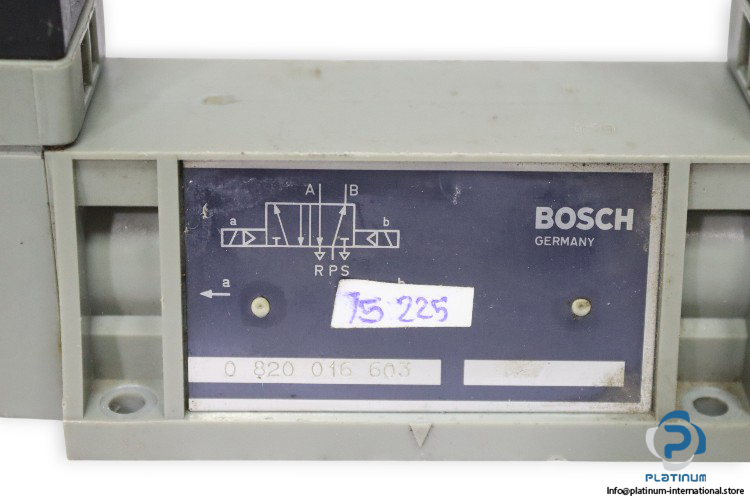 A B
a b
R P S
BOSCH
GERMANY
a b
75 225
0 820 016 603
PLATINUM
Info@platinum-international.store